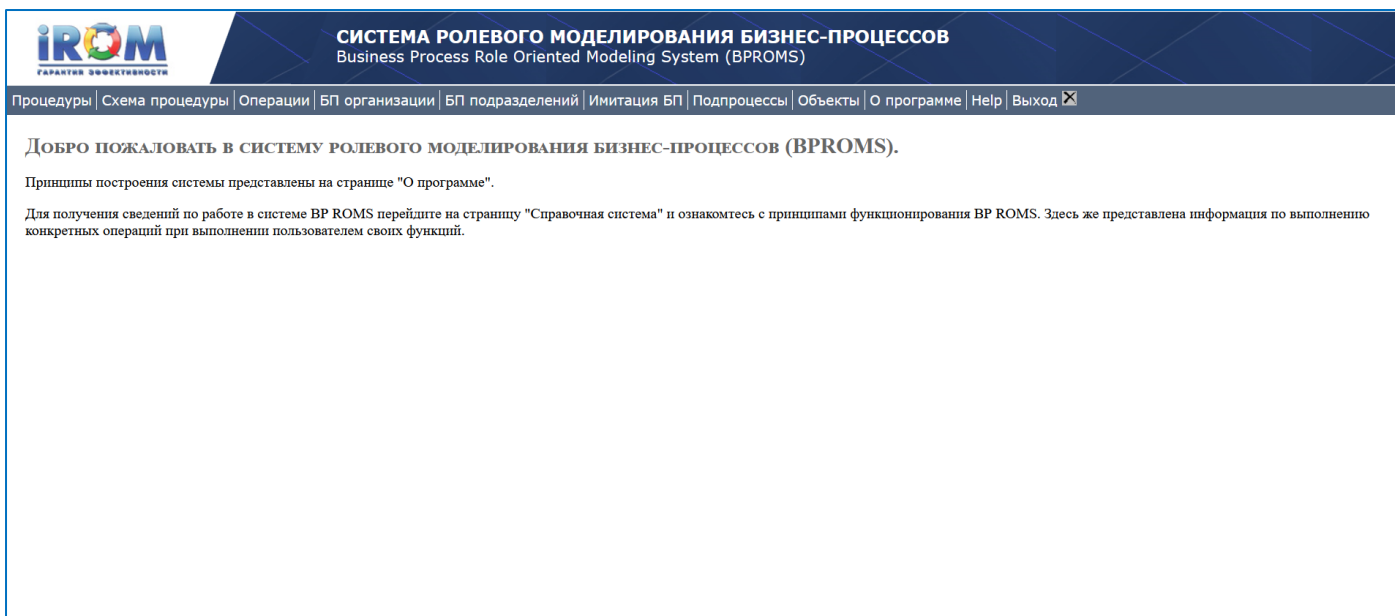 iROM
ГАРАНТИЯ ЭФФЕКТИВНОСТИ
СИСТЕМА РОЛЕВОГО МОДЕЛИРОВАНИЯ БИЗНЕС-ПРОЦЕССОВ
Business Process Role Oriented Modeling System (BPROMS)
Процедуры Схема процедуры Операции БП организации БП подразделений Имитация БП Подпроцессы Объекты О программе Help Выход
Добро пожаловать в систему ролевого моделирования бизнес-процессов (BPROMS).
Принципы построения системы представлены на странице "О программе".
Для получения сведений по работе в системе BP ROMS перейдите на страницу "Справочная система" и ознакомтесь с принципами функционирования BP ROMS. Здесь же представлена информация по выполнению
конкретных операций при выполнении пользователем своих функций.